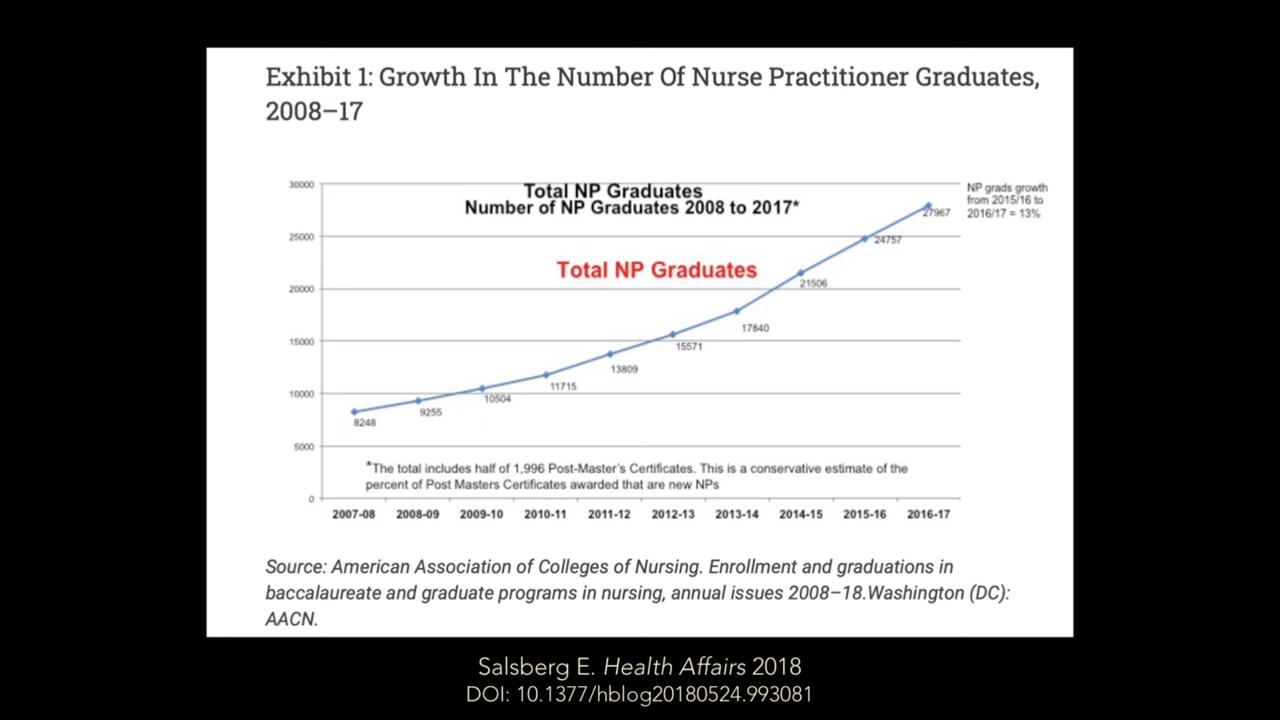 Exhibit 1: Growth In The Number Of Nurse Practitioner Graduates,
2008–17
Total NP Graduates
Number of NP Graduates 2008 to 2017*
Total NP Graduates
NP grads growth
from 2015/16 to
2016/17 = 13%
30000
25000
20000
15000
10000
5000
0
8248
9255
10504
11715
13809
15571
17840
21506
24757
27967
*The total includes half of 1,996 Post-Master's Certificates. This is a conservative estimate of the
percent of Post Masters Certificates awarded that are new NPs
2007-08 2008-09 2009-10 2010-11 2011-12 2012-13 2013-14 2014-15 2015-16 2016-17
Source: American Association of Colleges of Nursing. Enrollment and graduations in
baccalaureate and graduate programs in nursing, annual issues 2008–18.Washington (DC):
AACN.
Salsberg E. Health Affairs 2018
DOI: 10.1377/hblog20180524.993081